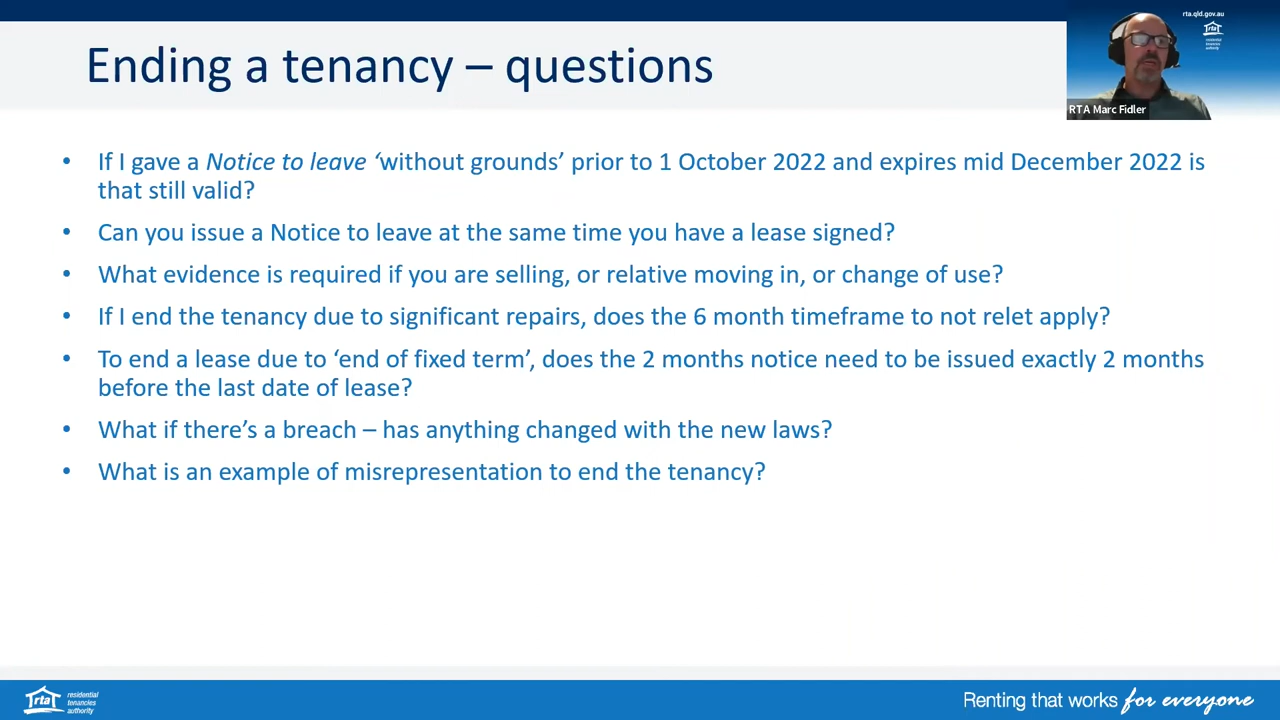 rta.qld.gov.au
rta
residential
tenancies
authority
Ending a tenancy – questions
RTA Marc Fidler
• If I gave a Notice to leave ‘without grounds’ prior to 1 October 2022 and expires mid December 2022 is
that still valid?
• Can you issue a Notice to leave at the same time you have a lease signed?
• What evidence is required if you are selling, or relative moving in, or change of use?
• If I end the tenancy due to significant repairs, does the 6 month timeframe to not relet apply?
• To end a lease due to ‘end of fixed term’, does the 2 months notice need to be issued exactly 2 months
before the last date of lease?
• What if there’s a breach – has anything changed with the new laws?
• What is an example of misrepresentation to end the tenancy?
rta
residential
tenancies
authority
Renting that works for everyone